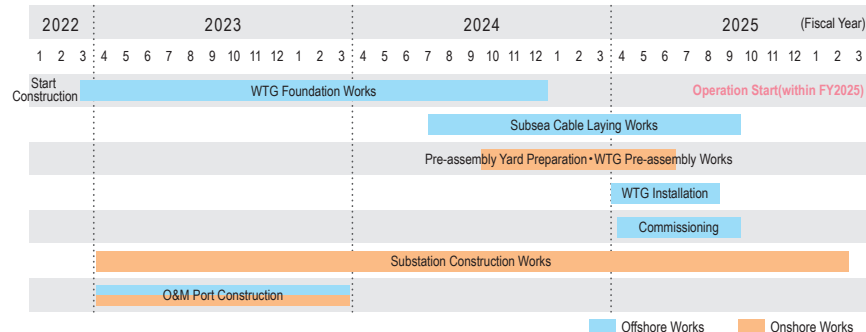 2022 2023 2024 2025 (Fiscal Year)
1 2 3 4 5 6 7 8 9 10 11 12 1 2 3 4 5 6 7 8 9 10 11 12 1 2 3 4 5 6 7 8 9 10 11 12 1 2 3
Start
Construction
WTG Foundation Works
Operation Start(within FY2025)
Subsea Cable Laying Works
Pre-assembly Yard Preparation・WTG Pre-assembly Works
WTG Installation
Commissioning
Substation Construction Works
O&M Port Construction
Offshore Works
Onshore Works